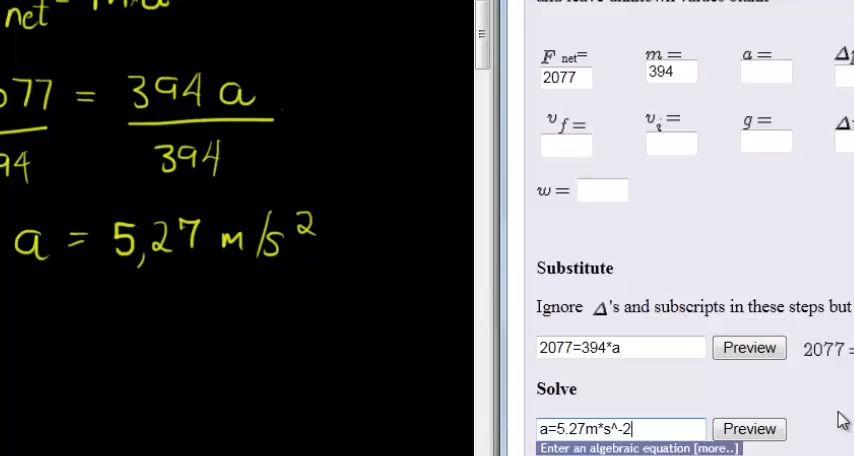 net = m·a
077 = 394 a
94 394
a = 5,27 m/s²
F net= m = a =
2077 394
v f = v i = g = Δ
w =
Substitute
Ignore Δ's and subscripts in these steps but
2077=394*a Preview 2077 =
Solve
a=5.27m*s^-2 Preview
Enter an algebraic equation [more..]